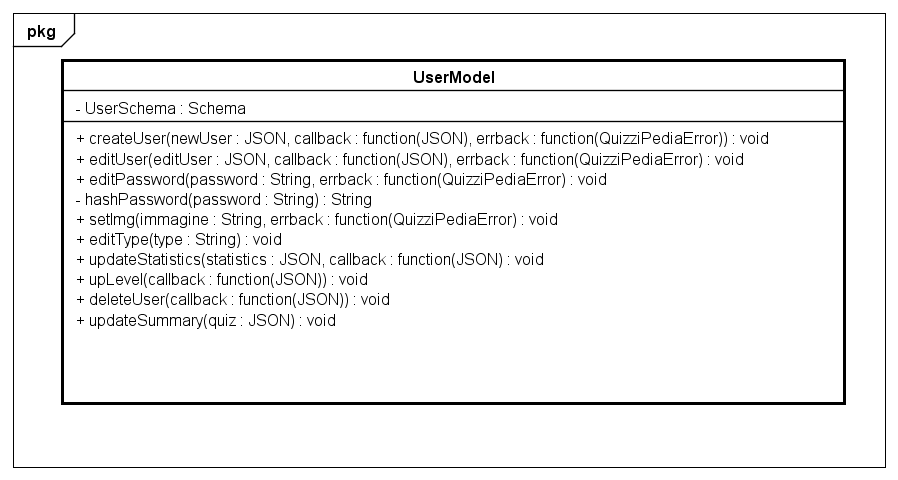 pkg
UserModel
- UserSchema : Schema
+ createUser(newUser : JSON, callback : function(JSON), errback : function(QuizziPediaError)) : void
+ editUser(editUser : JSON, callback : function(JSON), errback : function(QuizziPediaError) : void
+ editPassword(password : String, errback : function(QuizziPediaError) : void
- hashPassword(password : String) : String
+ setImg(immagine : String, errback : function(QuizziPediaError) : void
+ editType(type : String) : void
+ updateStatistics(statistics : JSON, callback : function(JSON) : void
+ upLevel(callback : function(JSON)) : void
+ deleteUser(callback : function(JSON)) : void
+ updateSummary(quiz : JSON) : void